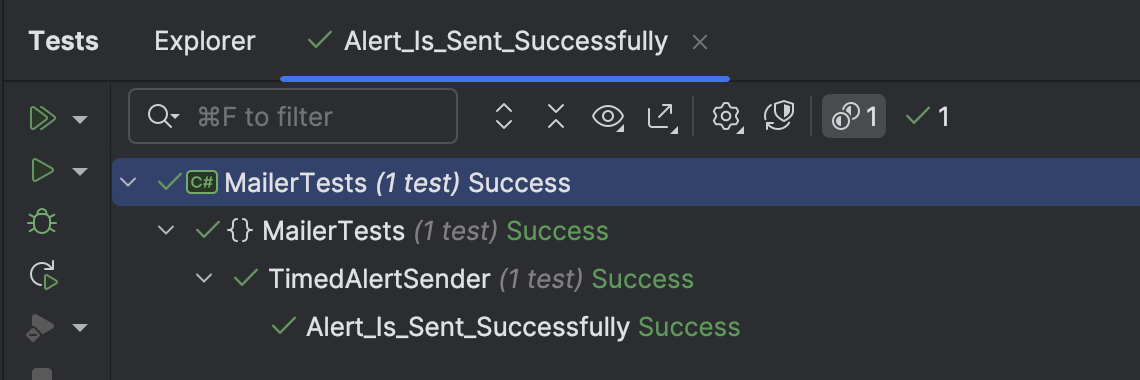 Tests Explorer Alert_Is_Sent_Successfully
⌘F to filter 1 1
C# MailerTests (1 test) Success
{} MailerTests (1 test) Success
TimedAlertSender (1 test) Success
Alert_Is_Sent_Successfully Success